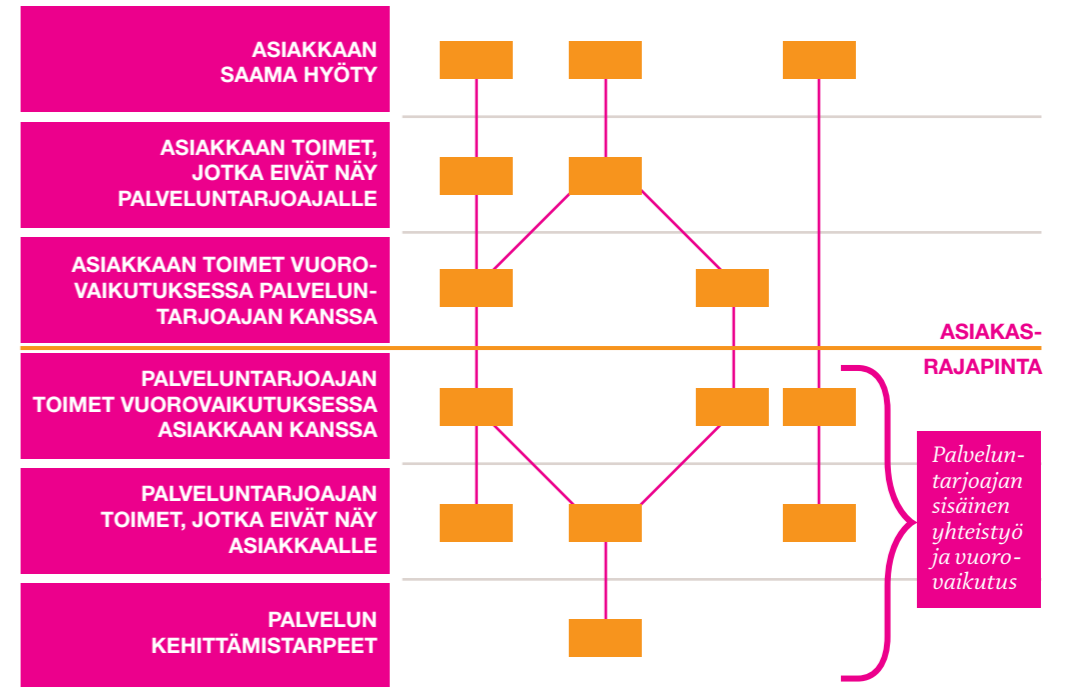 ASIAKKAAN
SAAMA HYÖTY
ASIAKKAAN TOIMET,
JOTKA EIVÄT NÄY
PALVELUNTARJOAJALLE
ASIAKKAAN TOIMET VUORO-
VAIKUTUKSESSA PALVELUN-
TARJOAJAN KANSSA
ASIAKAS-
RAJAPINTA
PALVELUNTARJOAJAN
TOIMET VUOROVAIKUTUKSESSA
ASIAKKAAN KANSSA
PALVELUNTARJOAJAN
TOIMET, JOTKA EIVÄT NÄY
ASIAKKAALLE
PALVELUN
KEHITTÄMISTARPEET
Palvelun-
tarjoajan
sisäinen
yhteistyö
ja vuoro-
vaikutus